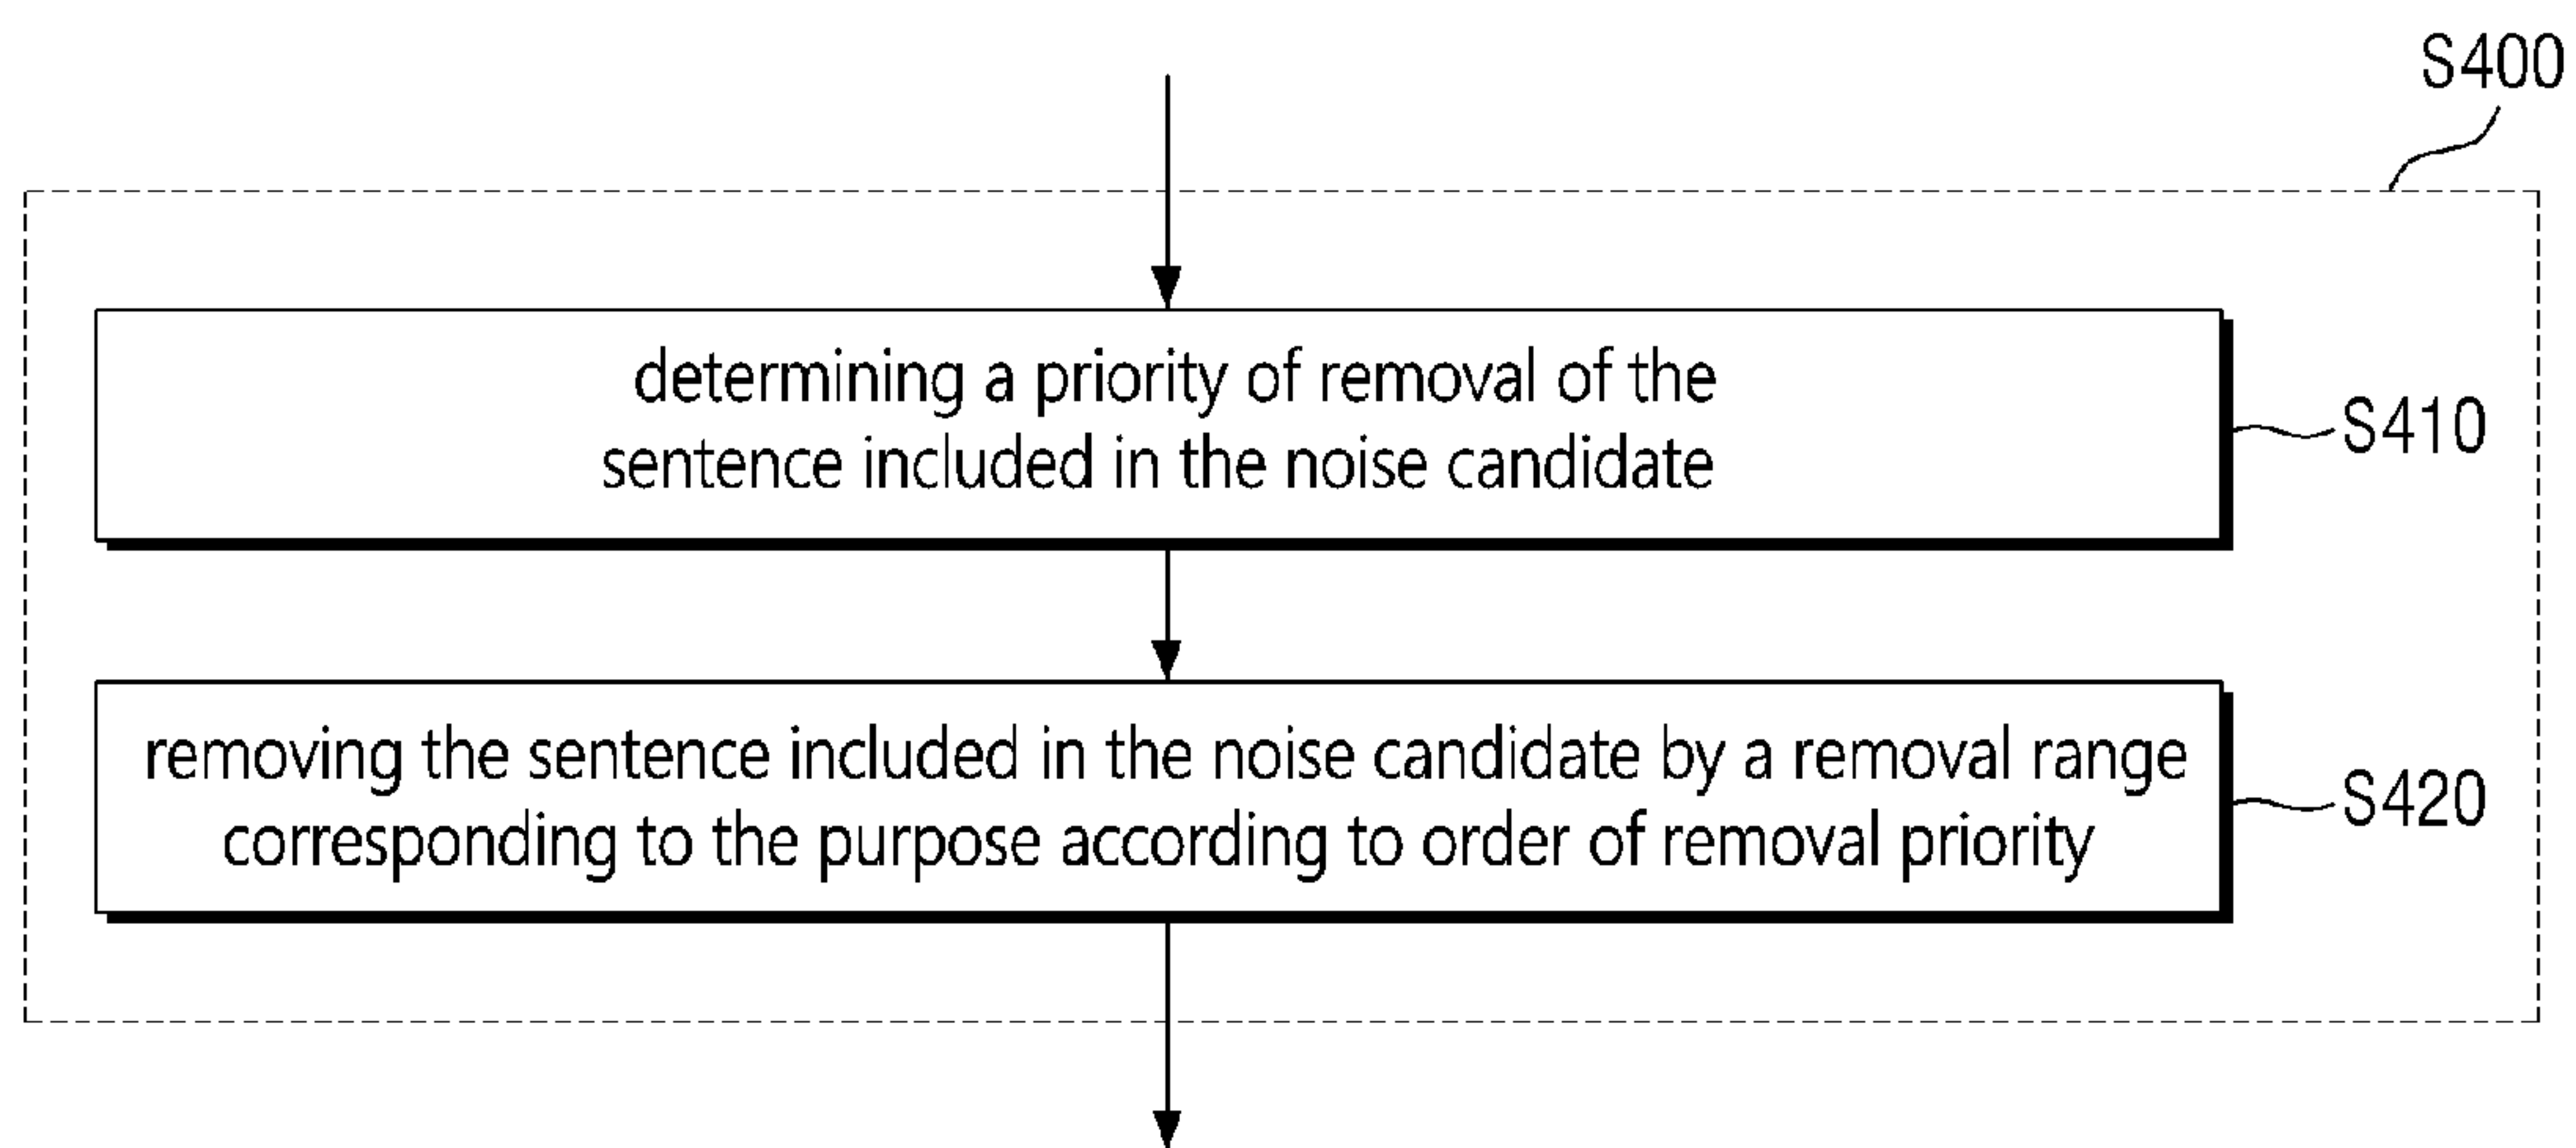 S400
determining a priority of removal of the
sentence included in the noise candidate
S410
removing the sentence included in the noise candidate by a removal range
corresponding to the purpose according to order of removal priority
S420